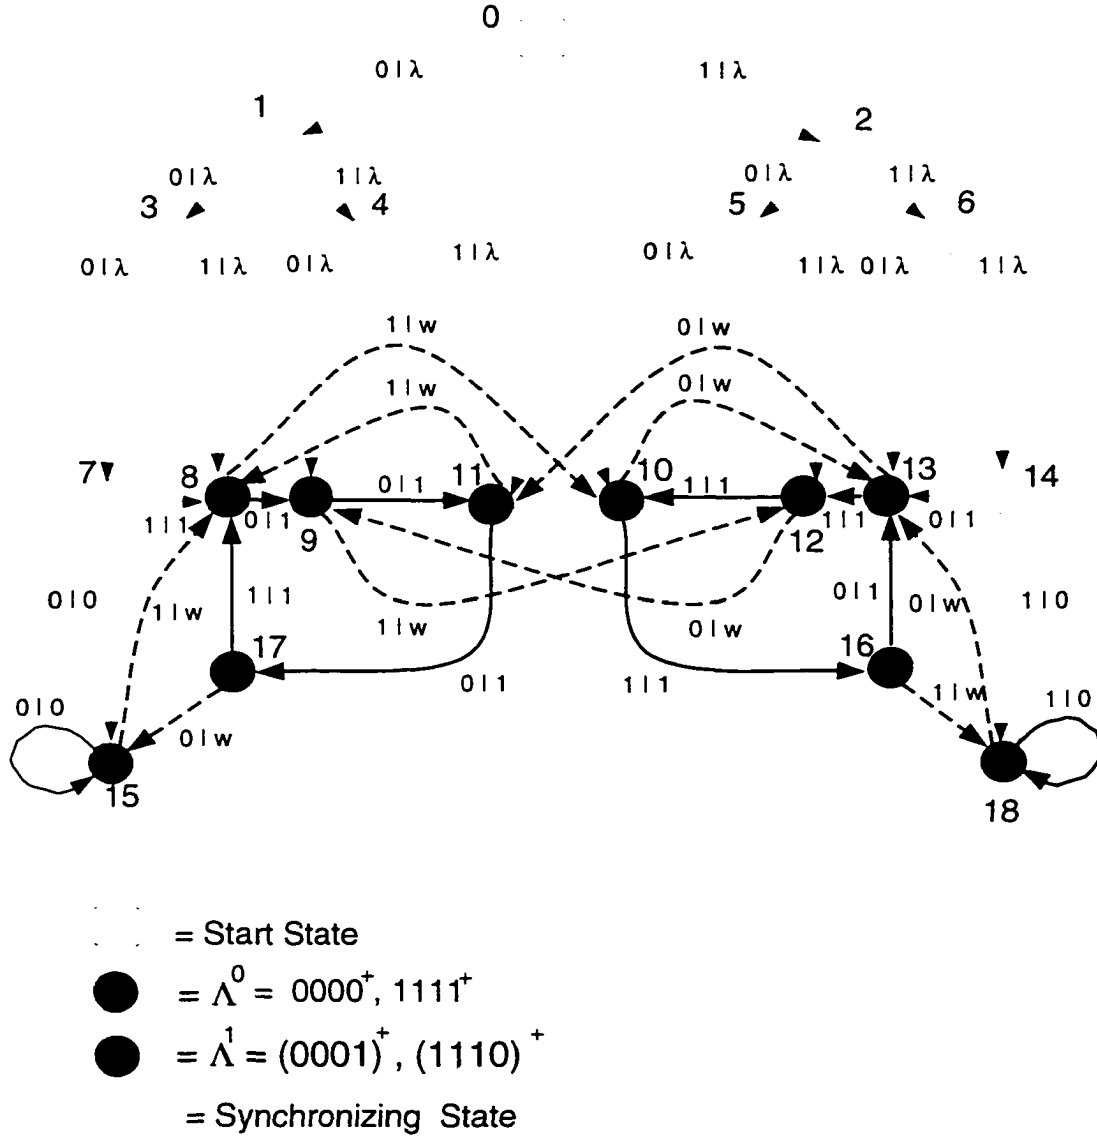 0
0|λ 1|λ
1 2
0|λ 1|λ 0|λ 1|λ
3 4 5 6
0|λ 1|λ 0|λ 1|λ 0|λ 1|λ 0|λ 1|λ
1|w 0|w
1|w 0|w
7 8 11 10 13 14
0|1 1|1
1|1 0|1 9 12 1|1 0|1
0|0 1|w 1|1 1|w 0|w 0|1 0|w 1|0
17 16
0|1 1|1
0|0 0|w 1|w 1|0
15 18
= Start State
= Λ⁰ = 0000⁺, 1111⁺
= Λ¹ = (0001)⁺, (1110)⁺
= Synchronizing State